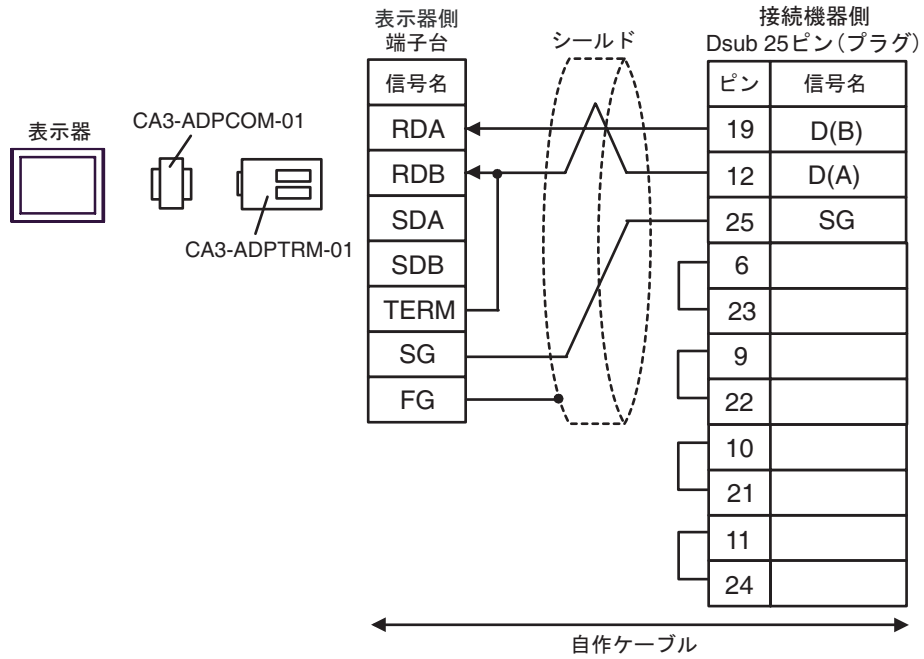 表示器
CA3-ADPCOM-01
CA3-ADPTRM-01
表示器側
端子台
信号名
RDA
RDB
SDA
SDB
TERM
SG
FG
シールド
接続機器側
Dsub 25ピン(プラグ)
ピン 信号名
19 D(B)
12 D(A)
25 SG
6
23
9
22
10
21
11
24
自作ケーブル